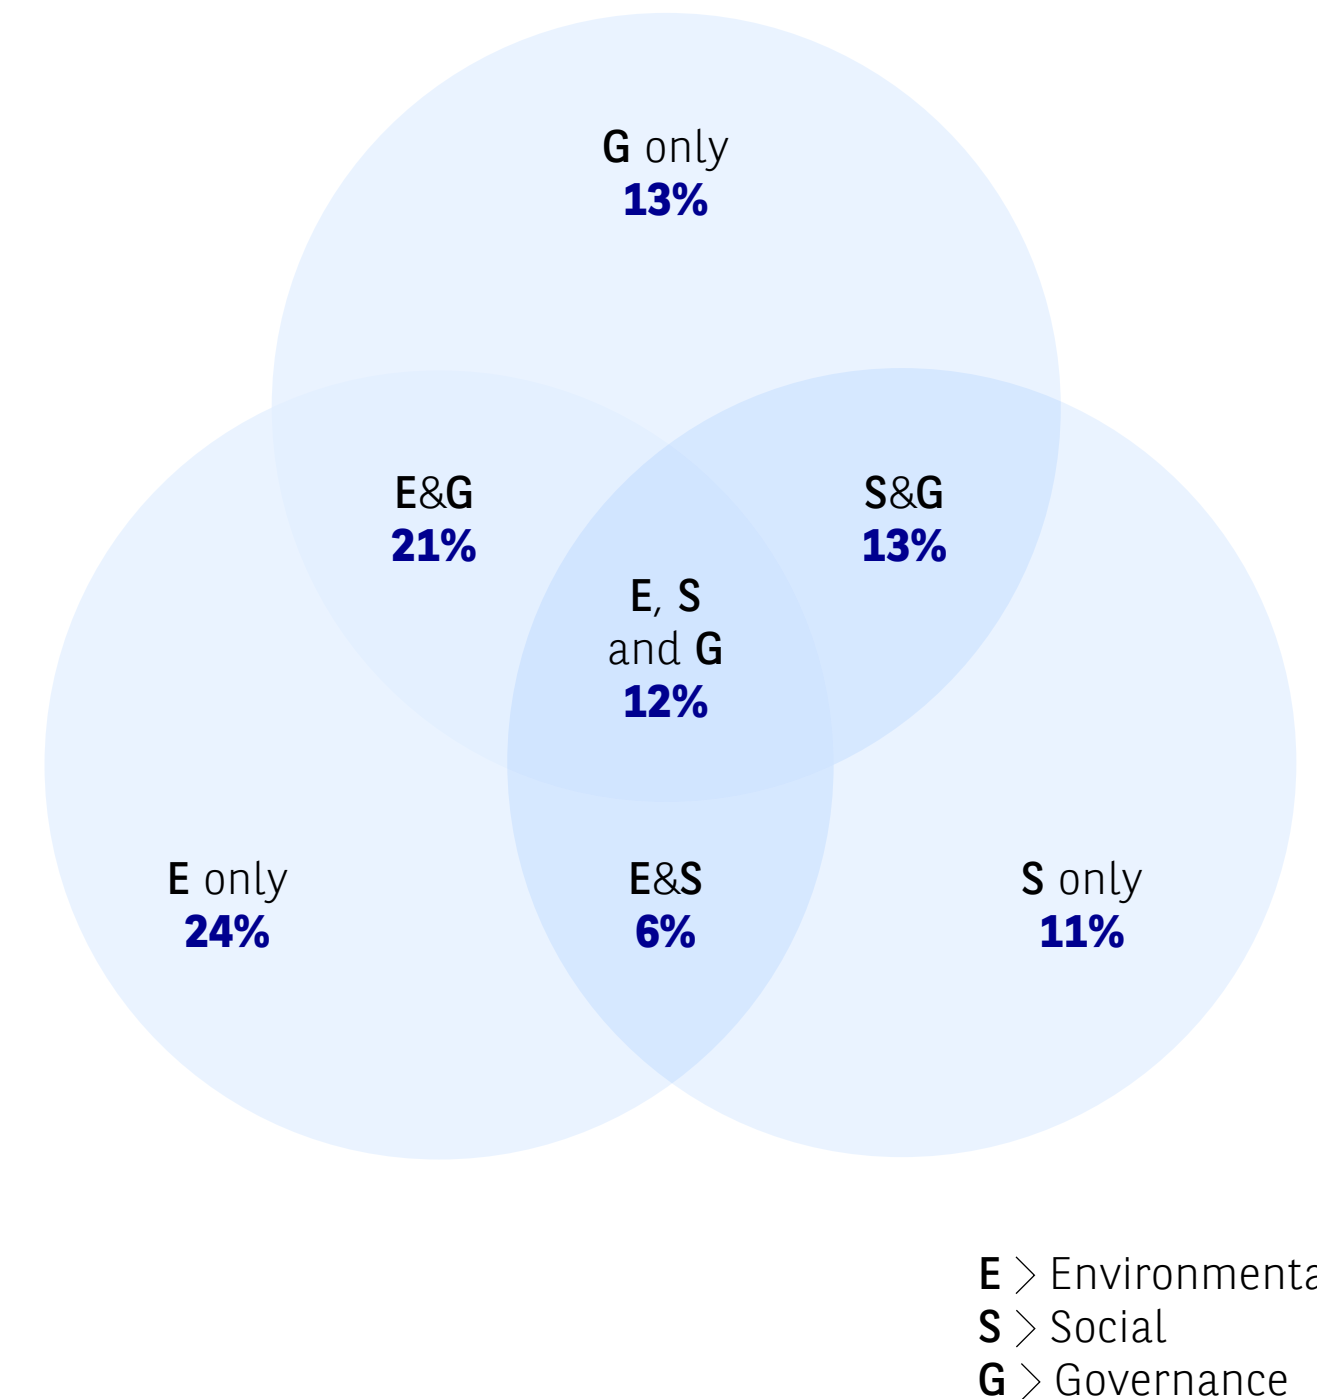 G only
13%
E&G
21%
S&G
13%
E, S
and G
12%
E only
24%
E&S
6%
S only
11%
E > Environmenta
S > Social
G > Governance